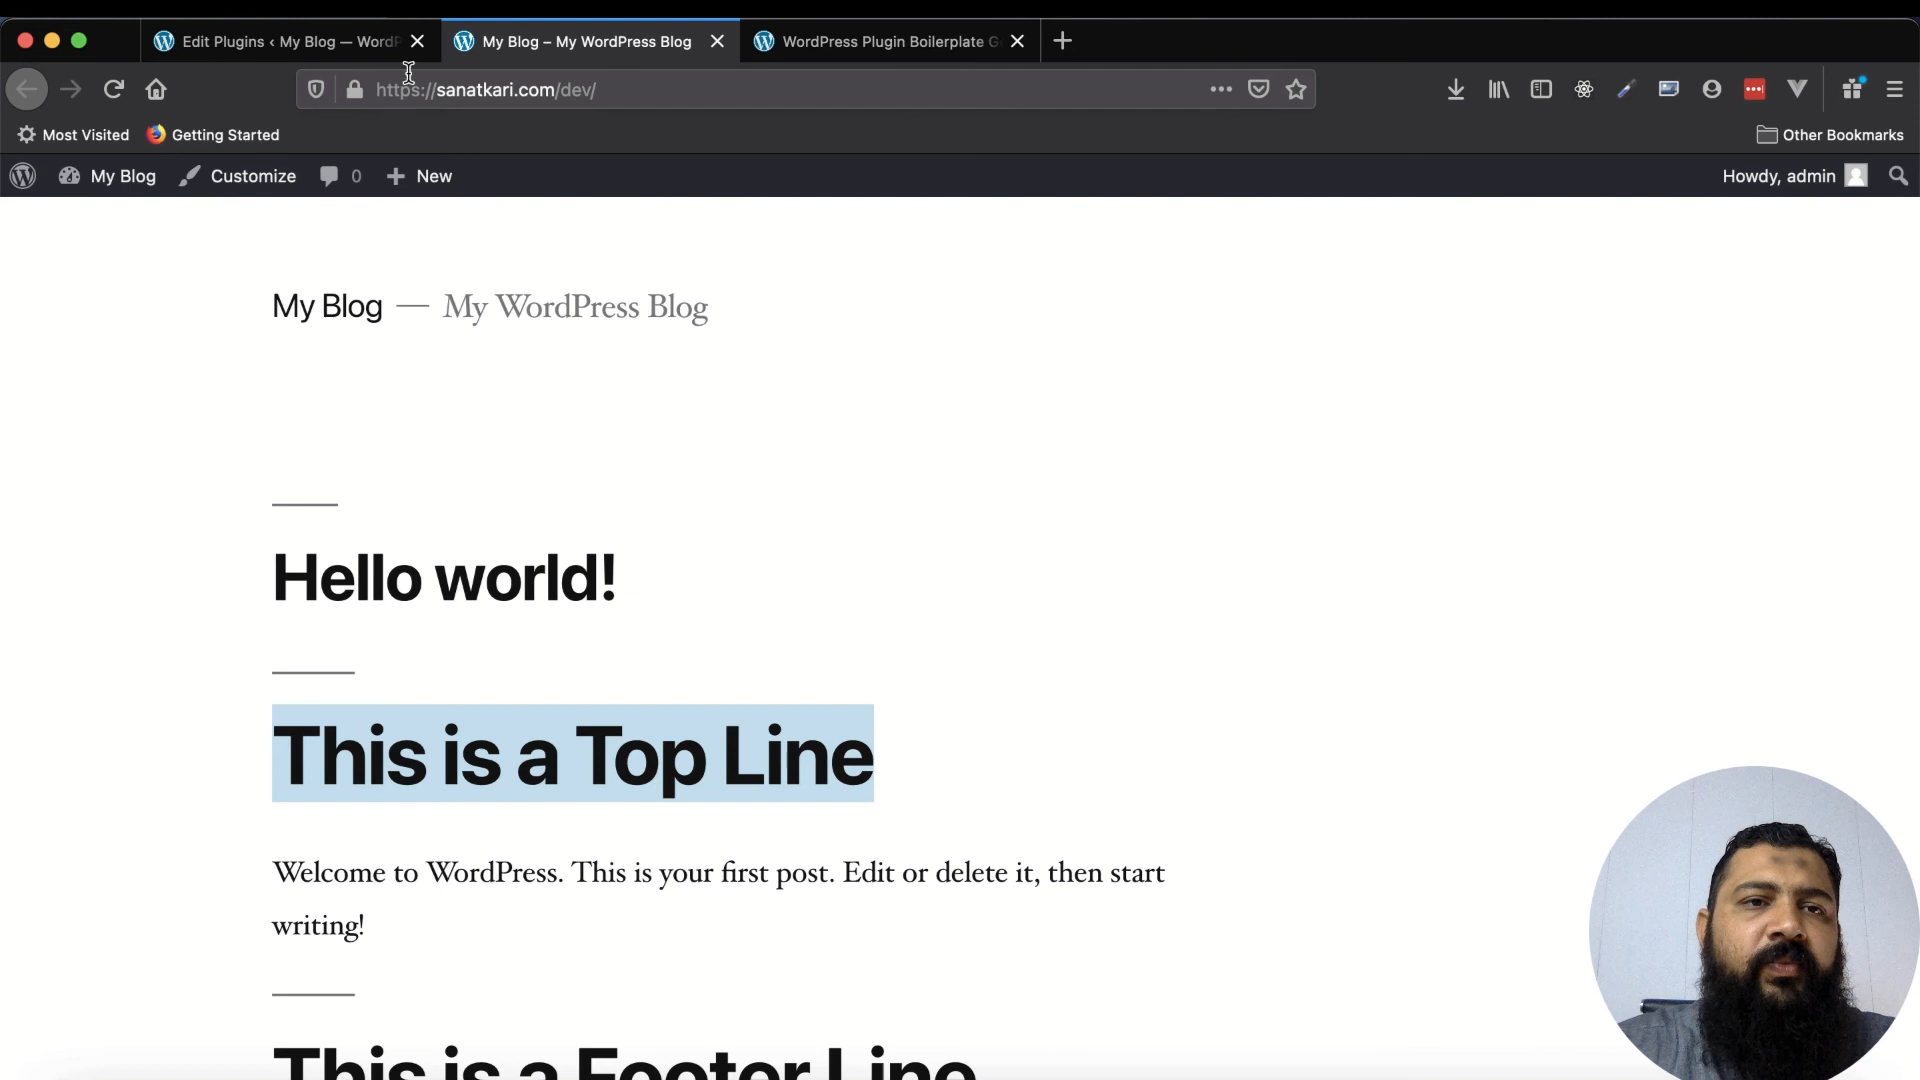 Edit Plugins ‹ My Blog — WordP
My Blog – My WordPress Blog
WordPress Plugin Boilerplate G
https://sanatkari.com/dev/
Most Visited
Getting Started
Other Bookmarks
My Blog
Customize
0
New
Howdy, admin
My Blog — My WordPress Blog
Hello world!
This is a Top Line
Welcome to WordPress. This is your first post. Edit or delete it, then start
writing!
This is a Footer Line